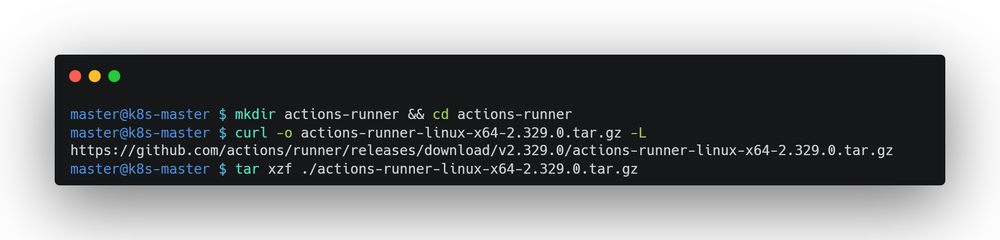 master@k8s-master $ mkdir actions-runner && cd actions-runner
master@k8s-master $ curl -o actions-runner-linux-x64-2.329.0.tar.gz -L
https://github.com/actions/runner/releases/download/v2.329.0/actions-runner-linux-x64-2.329.0.tar.gz
master@k8s-master $ tar xzf ./actions-runner-linux-x64-2.329.0.tar.gz